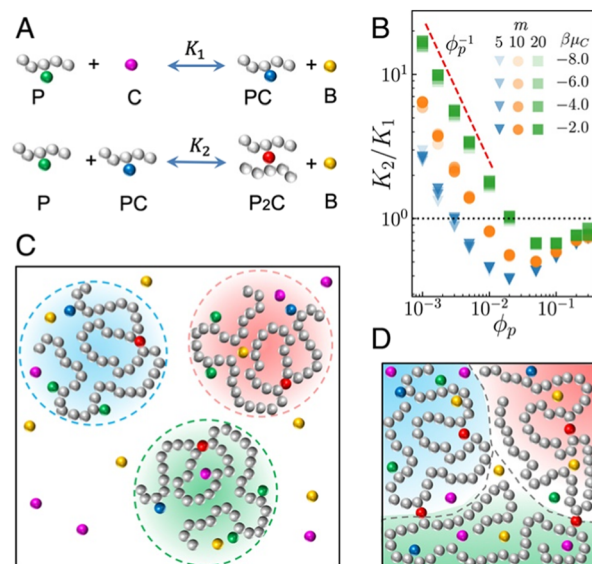 A
P + C K₁ PC + B
P + PC K₂ P₂C + B
B
K₂/K₁
10¹
10⁰
ϕₚ⁻¹
m βμ_C
5 10 20
−8.0
−6.0
−4.0
−2.0
10⁻³ 10⁻² 10⁻¹
ϕₚ
C
D